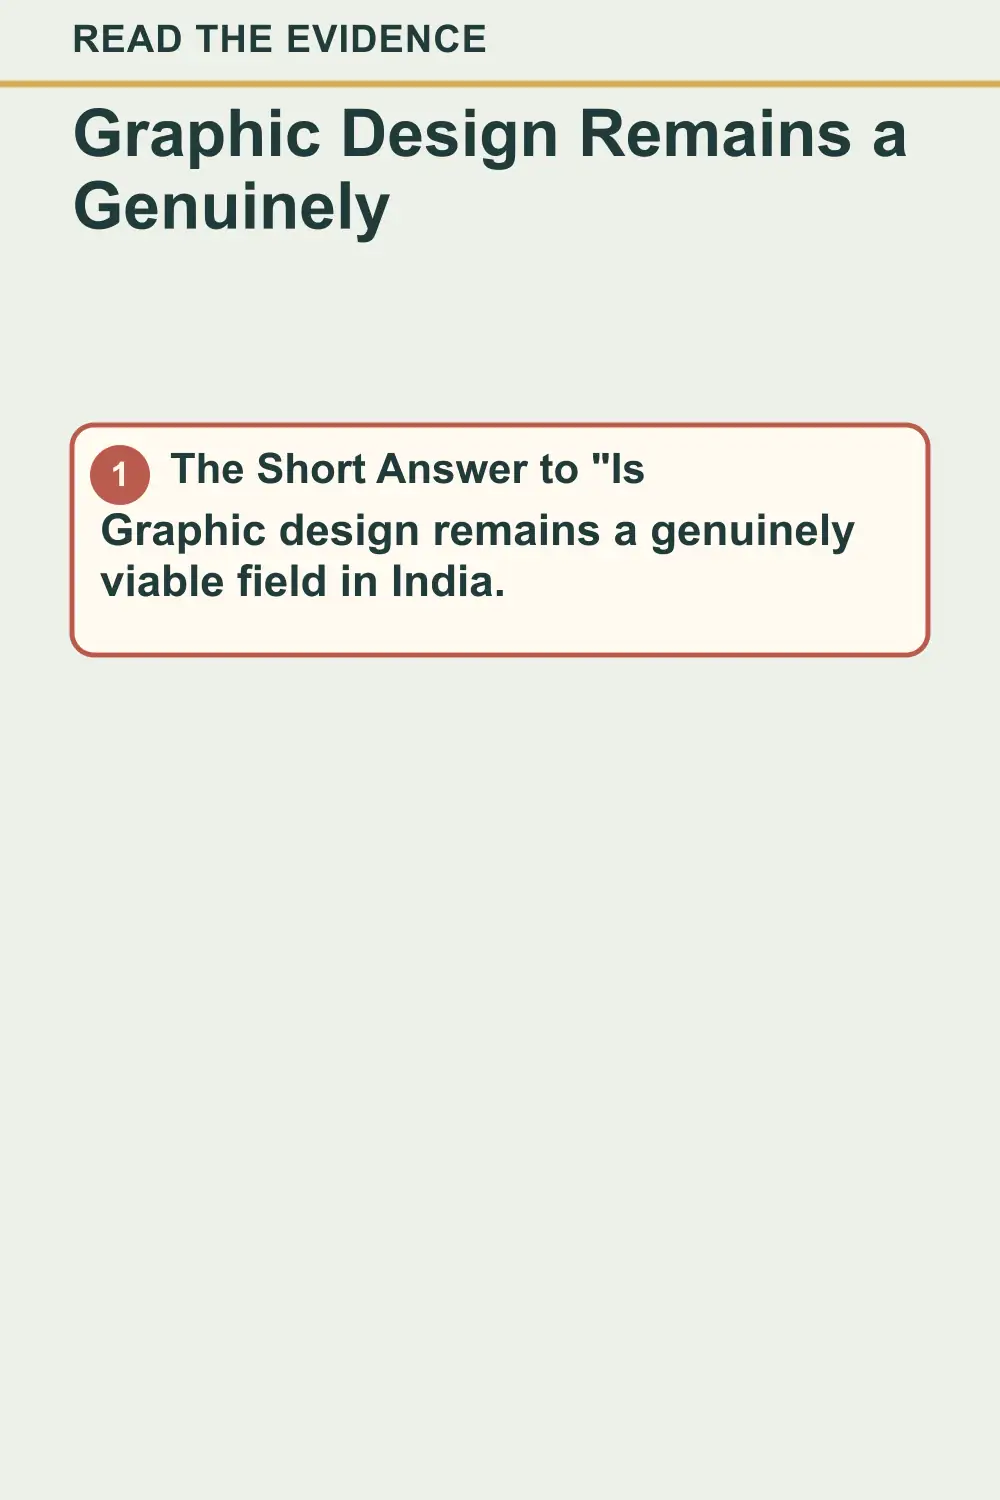 READ THE EVIDENCE
Graphic Design Remains a
Genuinely
1 The Short Answer to "Is
Graphic design remains a genuinely
viable field in India.